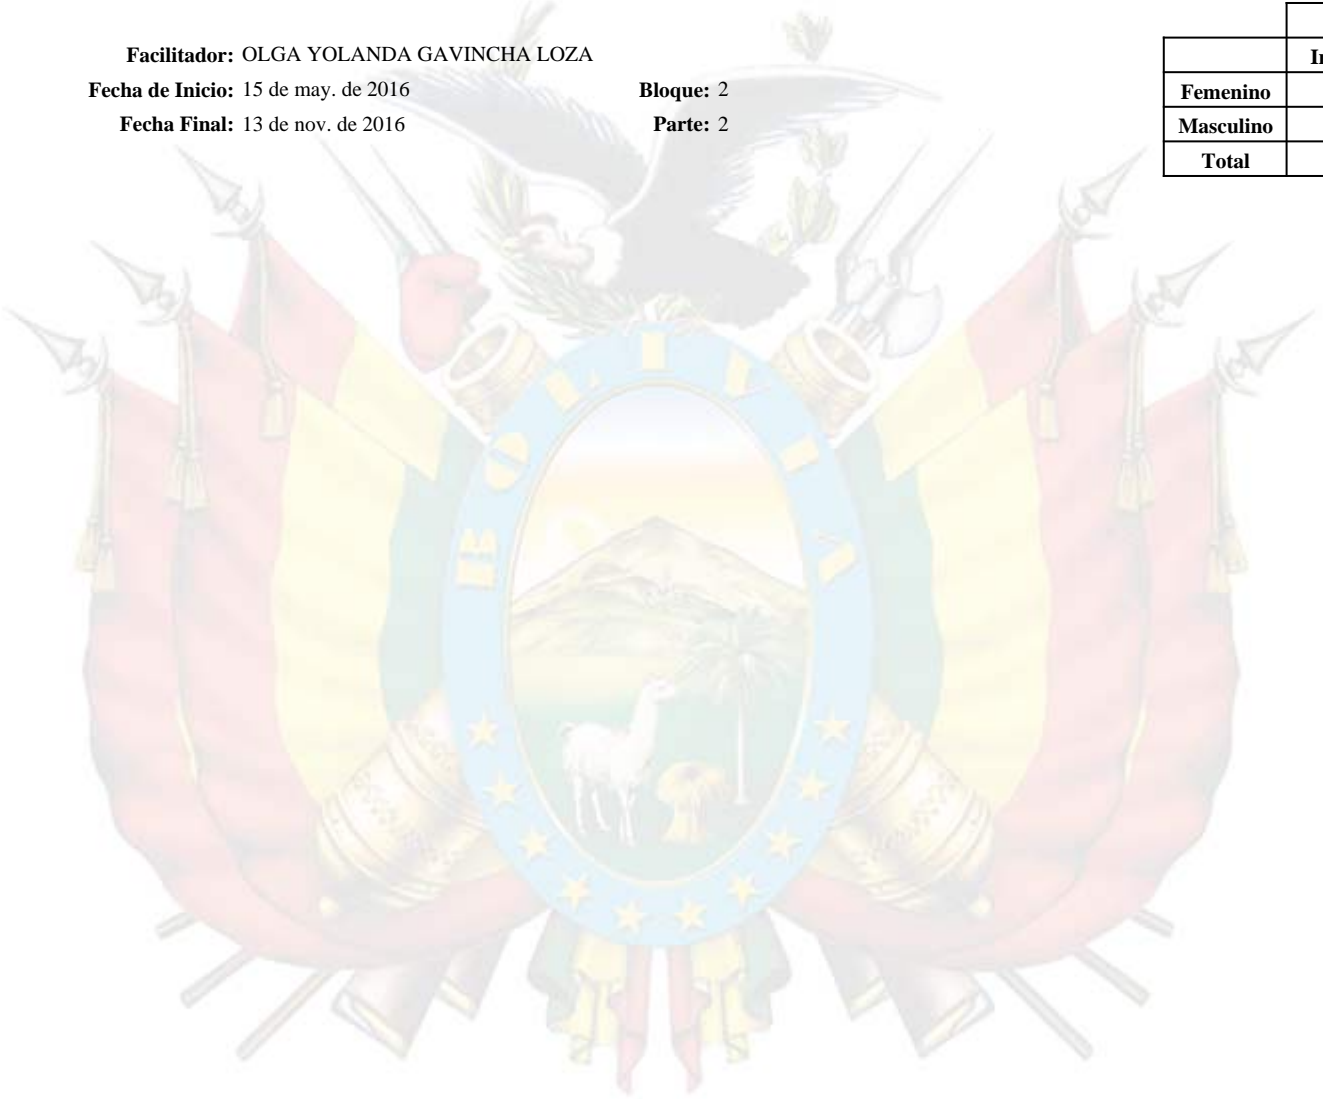 Facilitador: OLGA YOLANDA GAVINCHA LOZA
Fecha de Inicio: 15 de may. de 2016 Bloque: 2
Fecha Final: 13 de nov. de 2016 Parte: 2
Femenino
Masculino
Total
BOLIVIA